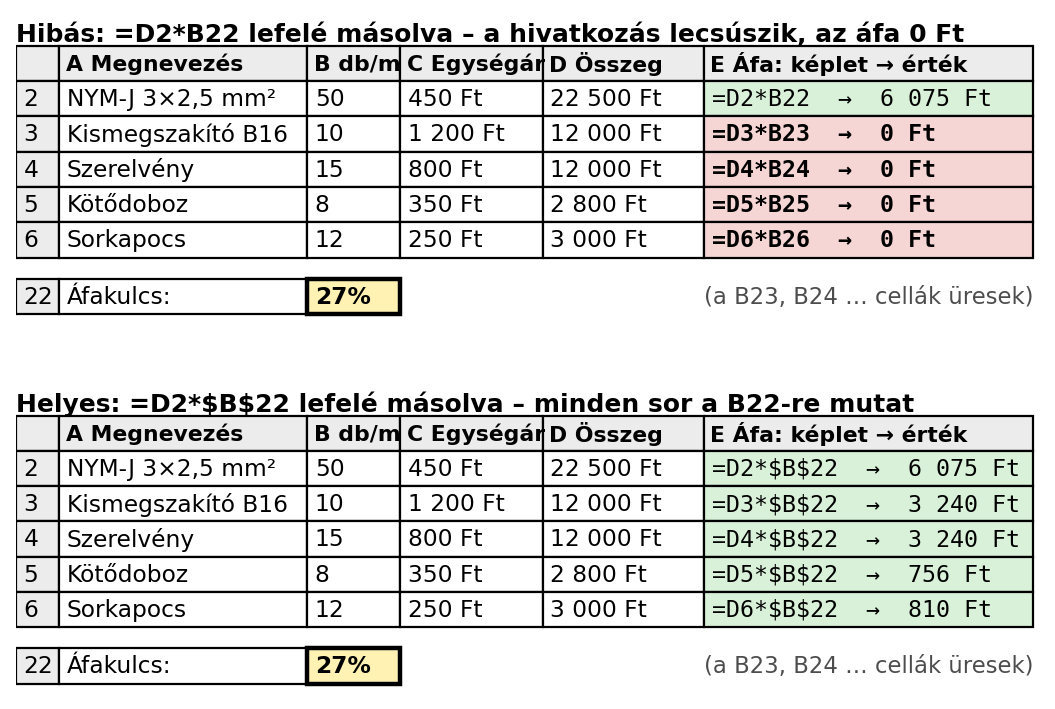 Hibás: =D2*B22 lefelé másolva – a hivatkozás lecsúszik, az áfa 0 Ft
A Megnevezés B db/m C Egységár D Összeg E Áfa: képlet → érték
2 NYM-J 3×2,5 mm² 50 450 Ft 22 500 Ft =D2*B22 → 6 075 Ft
3 Kismegszakító B16 10 1 200 Ft 12 000 Ft =D3*B23 → 0 Ft
4 Szerelvény 15 800 Ft 12 000 Ft =D4*B24 → 0 Ft
5 Kötődoboz 8 350 Ft 2 800 Ft =D5*B25 → 0 Ft
6 Sorkapocs 12 250 Ft 3 000 Ft =D6*B26 → 0 Ft
22 Áfakulcs: 27% (a B23, B24 … cellák üresek)
Helyes: =D2*$B$22 lefelé másolva – minden sor a B22-re mutat
A Megnevezés B db/m C Egységár D Összeg E Áfa: képlet → érték
2 NYM-J 3×2,5 mm² 50 450 Ft 22 500 Ft =D2*$B$22 → 6 075 Ft
3 Kismegszakító B16 10 1 200 Ft 12 000 Ft =D3*$B$22 → 3 240 Ft
4 Szerelvény 15 800 Ft 12 000 Ft =D4*$B$22 → 3 240 Ft
5 Kötődoboz 8 350 Ft 2 800 Ft =D5*$B$22 → 756 Ft
6 Sorkapocs 12 250 Ft 3 000 Ft =D6*$B$22 → 810 Ft
22 Áfakulcs: 27% (a B23, B24 … cellák üresek)